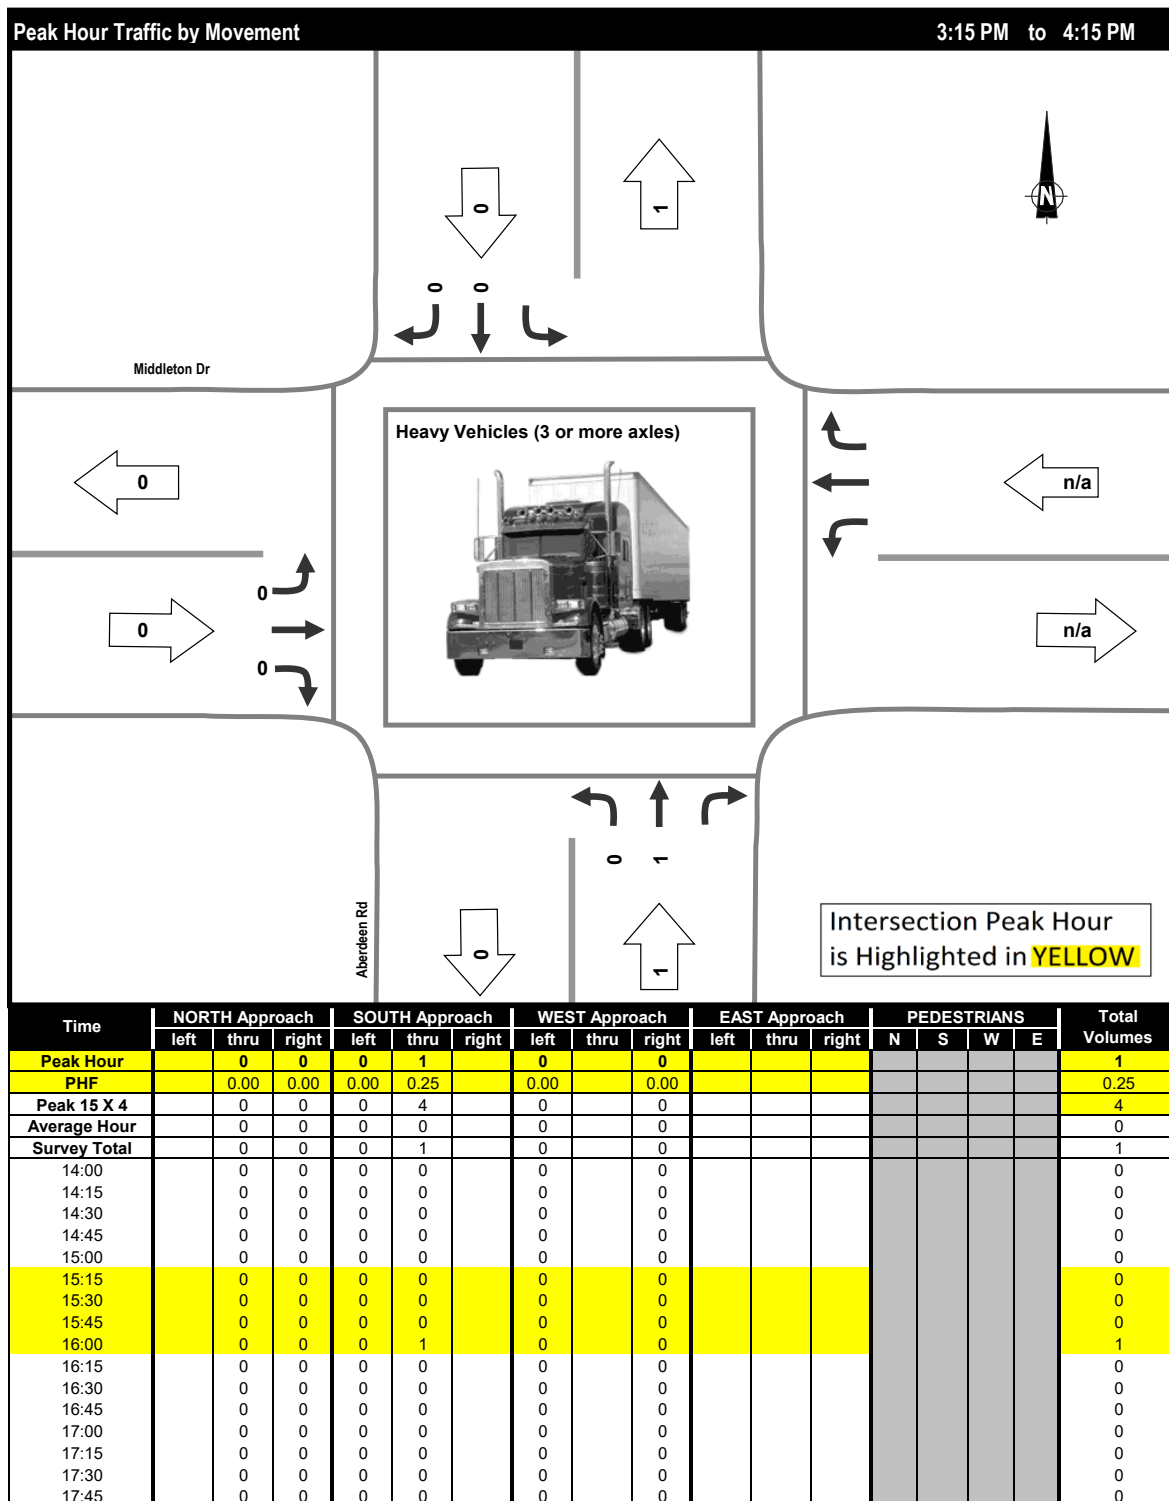 Peak Hour Traffic by Movement 3:15 PM to 4:15 PM
0 1
N
0 0
Middleton Dr
Heavy Vehicles (3 or more axles)
0 n/a
0
0 n/a
0
0 1
Aberdeen Rd
0 1
Intersection Peak Hour
is Highlighted in YELLOW
Time NORTH Approach SOUTH Approach WEST Approach EAST Approach PEDESTRIANS Total Volumes
left thru right left thru right left thru right left thru right N S W E
Peak Hour 0 0 0 1 0 0 1
PHF 0.00 0.00 0.00 0.25 0.00 0.00 0.25
Peak 15 X 4 0 0 0 4 0 0 4
Average Hour 0 0 0 0 0 0 0
Survey Total 0 0 0 1 0 0 1
14:00 0 0 0 0 0 0 0
14:15 0 0 0 0 0 0 0
14:30 0 0 0 0 0 0 0
14:45 0 0 0 0 0 0 0
15:00 0 0 0 0 0 0 0
15:15 0 0 0 0 0 0 0
15:30 0 0 0 0 0 0 0
15:45 0 0 0 0 0 0 0
16:00 0 0 0 1 0 0 1
16:15 0 0 0 0 0 0 0
16:30 0 0 0 0 0 0 0
16:45 0 0 0 0 0 0 0
17:00 0 0 0 0 0 0 0
17:15 0 0 0 0 0 0 0
17:30 0 0 0 0 0 0 0
17:45 0 0 0 0 0 0 0